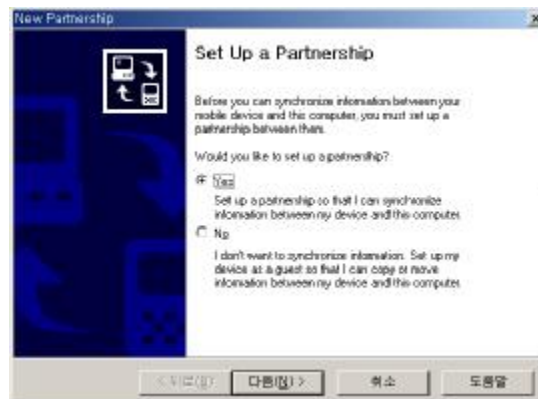 New Partnership
Set Up a Partnership
Before you can synchronize information between your
mobile device and this computer, you must set up a
partnership between them.
Would you like to set up a partnership?
Yes
Set up a partnership so that I can synchronize
information between my device and this computer.
No
I don't want to synchronize information. Set up my
device as a guest so that I can copy or move
information between my device and this computer.
< 뒤로(B)
다음(N) >
취소
도움말